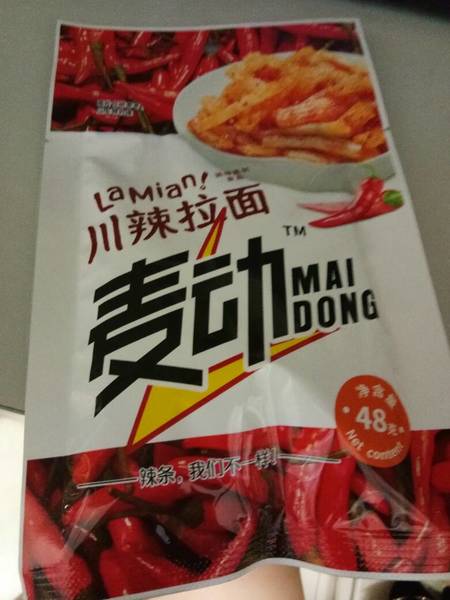 LaMian!
川辣拉面
麦动
TM
MAI
DONG
净含量
48克
Net content
辣条，我们不一样！